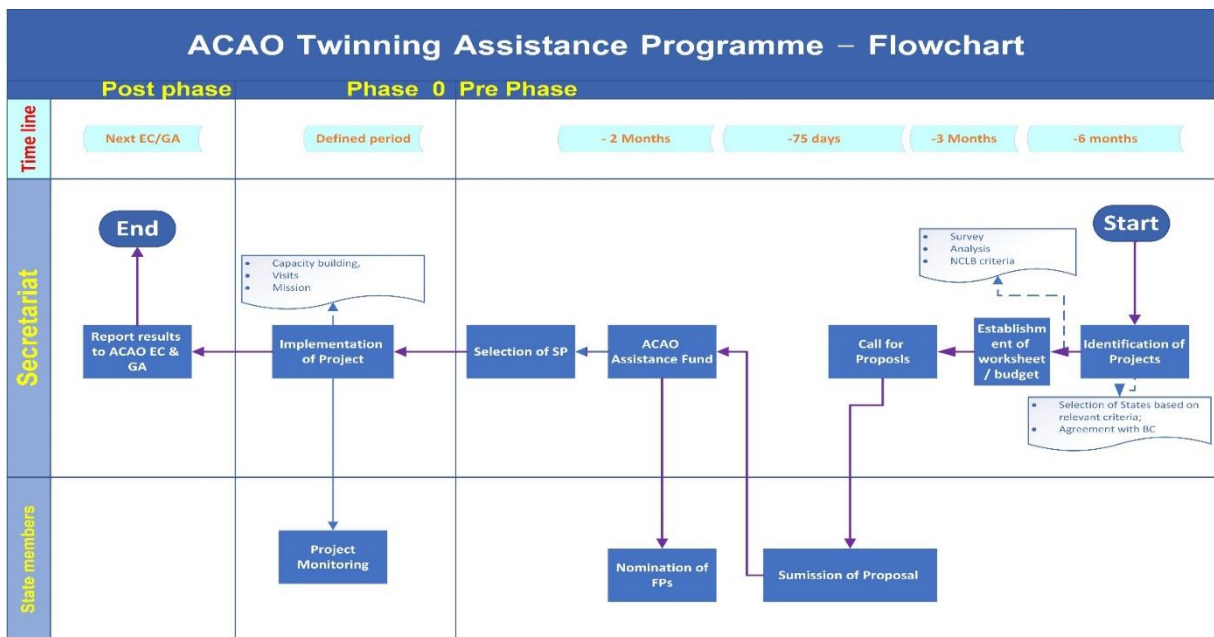 ACAO Twinning Assistance Programme – Flowchart
Post phase
Phase 0
Pre Phase
Time line
Next EC/GA
Defined period
- 2 Months
-75 days
-3 Months
-6 months
Secretariat
End
Start
• Capacity building,
• Visits
• Mission
• Survey
• Analysis
• NCLB criteria
Report results
to ACAO EC &
GA
Implementation
of Project
Selection of SP
ACAO
Assistance Fund
Call for
Proposls
Establishm
ent of
worksheet
/ budget
Identification of
Projects
• Selection of States based on
relevant criteria;
• Agreement with BC
State members
Project
Monitoring
Nomination of
FPs
Sumission of Proposal